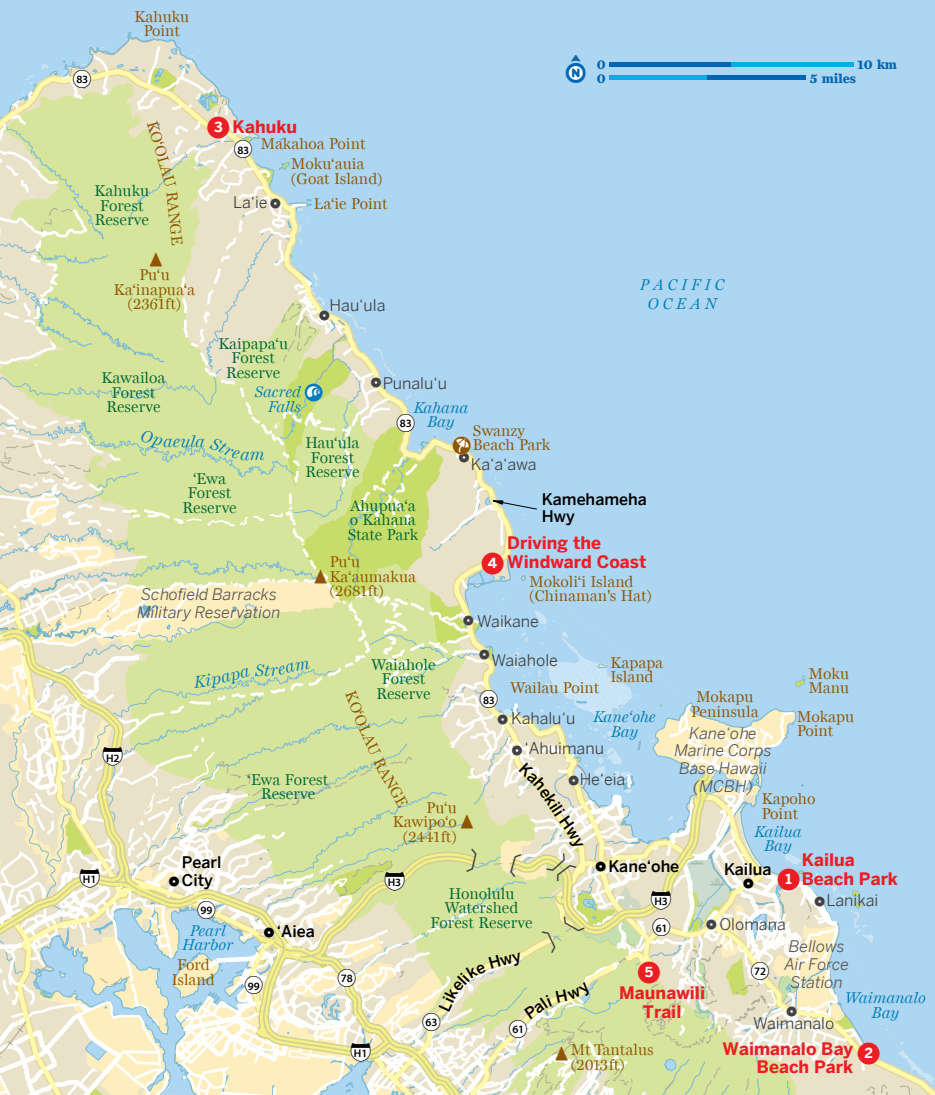 Kahuku
Point
0
10 km
N
0
5 miles
83
3 Kahuku
KO‘OLAU RANGE
Makahoa Point
83
Moku‘auia
(Goat Island)
Kahuku
Forest
Reserve
La‘ie
La‘ie Point
Pu‘u
Ka‘inapua‘a
(2361ft)
PACIFIC
OCEAN
Hau‘ula
Kaipapa‘u
Forest
Reserve
Kawailoa
Forest
Reserve
Sacred
Falls
Punalu‘u
Kahana
Bay
83
Opaeula Stream
Hau‘ula
Forest
Reserve
Swanzy
Beach Park
Ka‘a‘awa
‘Ewa
Forest
Reserve
Ahupua‘a
o Kahana
State Park
Kamehameha
Hwy
4 Driving the
Windward Coast
Pu‘u
Ka‘aumakua
(2681ft)
Mokoli‘i Island
(Chinaman's Hat)
Schofield Barracks
Military Reservation
Waikane
Kipapa Stream
Waiahole
Forest
Reserve
Waiahole
Kapapa
Island
Moku
Manu
KO‘OLAU RANGE
83
Wailau Point
Kahalu‘u
Kane‘ohe
Bay
Mokapu
Peninsula
Mokapu
Point
Kane‘ohe
Marine Corps
Base Hawaii
(MCBH)
H2
‘Ahuimanu
He‘eia
‘Ewa Forest
Reserve
Kahekili Hwy
Pu‘u
Kawipo‘o
(2441ft)
Kapoho
Point
Kailua
Bay
Pearl
City
H1
H3
Kane‘ohe
Kailua
1 Kailua
Beach Park
H3
Lanikai
99
Honolulu
Watershed
Forest Reserve
61
Olomana
Pearl
Harbor
‘Aiea
Bellows
Air Force
Station
Ford
Island
99
78
Likelike Hwy
5
Maunawili
Trail
72
Waimanalo
Bay
Pali Hwy
63
61
Waimanalo
H1
Mt Tantalus
(2013ft)
Waimanalo Bay 2
Beach Park